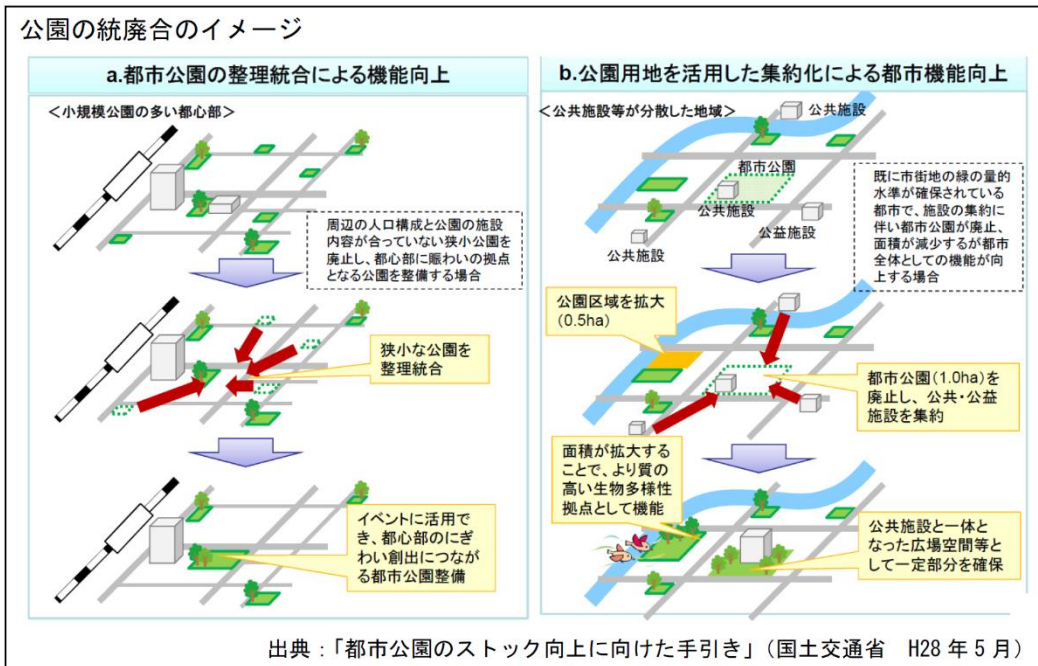 公園の統廃合のイメージ
a.都市公園の整理統合による機能向上
＜小規模公園の多い都心部＞
周辺の人口構成と公園の施設
内容が合っていない狭小公園を
廃止し、都心部に賑わいの拠点
となる公園を整備する場合
狭小な公園を
整理統合
イベントに活用で
き、都心部のにぎ
わい創出につなが
る都市公園整備
b.公園用地を活用した集約化による都市機能向上
＜公共施設等が分散した地域＞
公共施設
都市公園
公共施設
公益施設
公共施設
既に市街地の緑の量的
水準が確保されている
都市で、施設の集約に
伴い都市公園が廃止、
面積が減少するが都市
全体としての機能が向
上する場合
公園区域を拡大
（0.5ha）
都市公園（1.0ha）を
廃止し、公共・公益
施設を集約
面積が拡大する
ことで、より質の
高い生物多様性
拠点として機能
公共施設と一体と
なった広場空間等と
して一定部分を確保
出典：「都市公園のストック向上に向けた手引き」（国土交通省　H28 年 5 月）